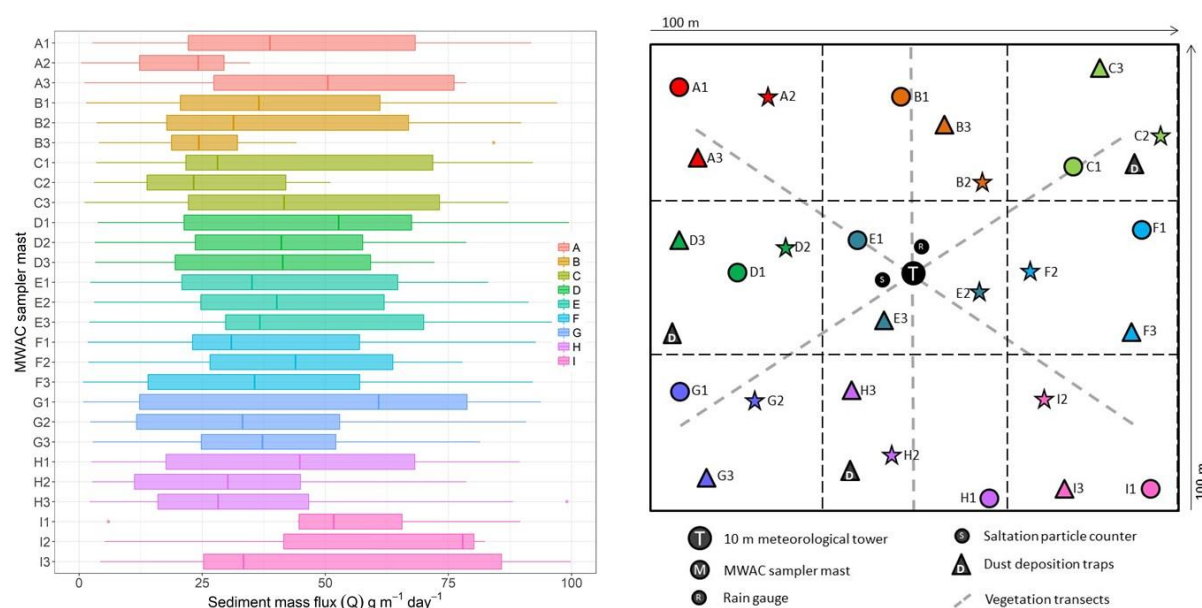 MWAC sampler mast
A1
A2
A3
B1
B2
B3
C1
C2
C3
D1
D2
D3
E1
E2
E3
F1
F2
F3
G1
G2
G3
H1
H2
H3
I1
I2
I3
0 25 50 75 100
Sediment mass flux (Q) g m⁻¹ day⁻¹
A
B
C
D
E
F
G
H
I
100 m
100 m
C3
A1
A2
B1
B3
C2
A3
B2
C1
D
D3
D2
E1
R
F1
D1
S
T
F2
E2
D
E3
F3
G1
G2
H3
I2
G3
D
H2
H1
I3
I1
T 10 m meteorological tower
M MWAC sampler mast
R Rain gauge
S Saltation particle counter
D Dust deposition traps
Vegetation transects